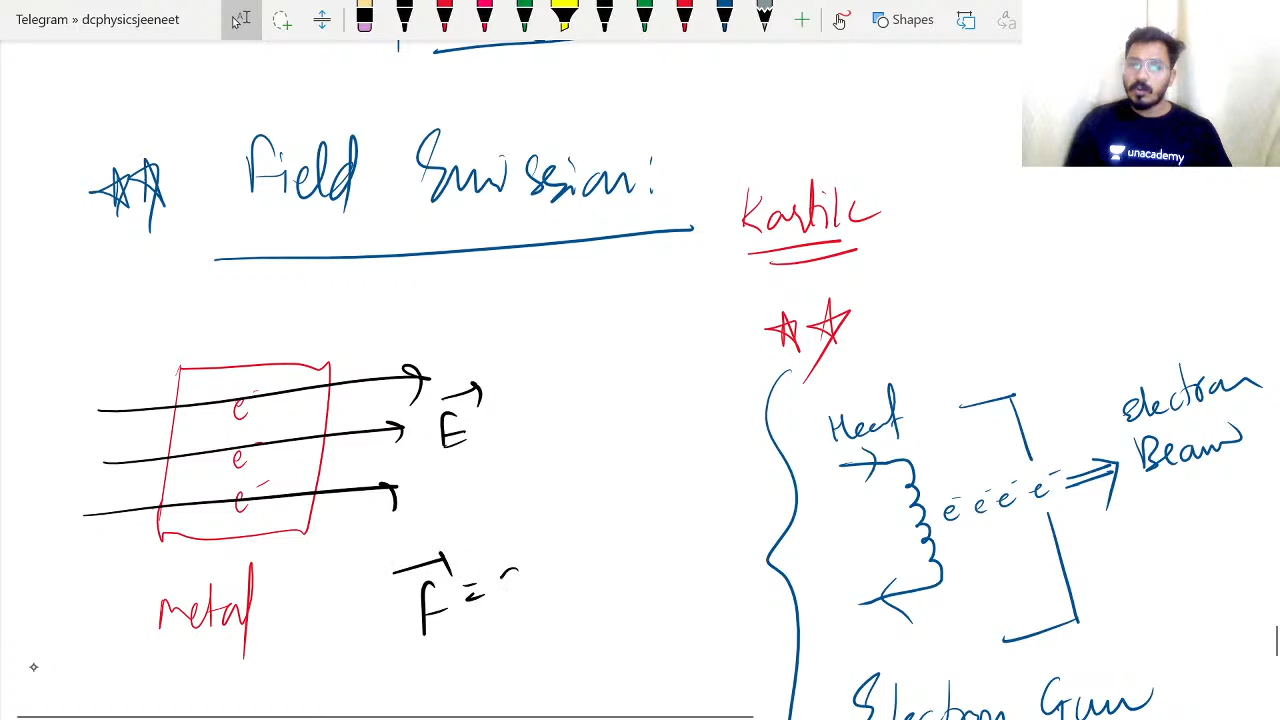 Telegram » dcphysicsjeeneet
Shapes
unacademy
Field Emission:
Kartik
e⁻
e⁻
e⁻
E
Metal
F =
Heat
e⁻ e⁻ e⁻ e⁻
Electron
Beam
Electron Gun